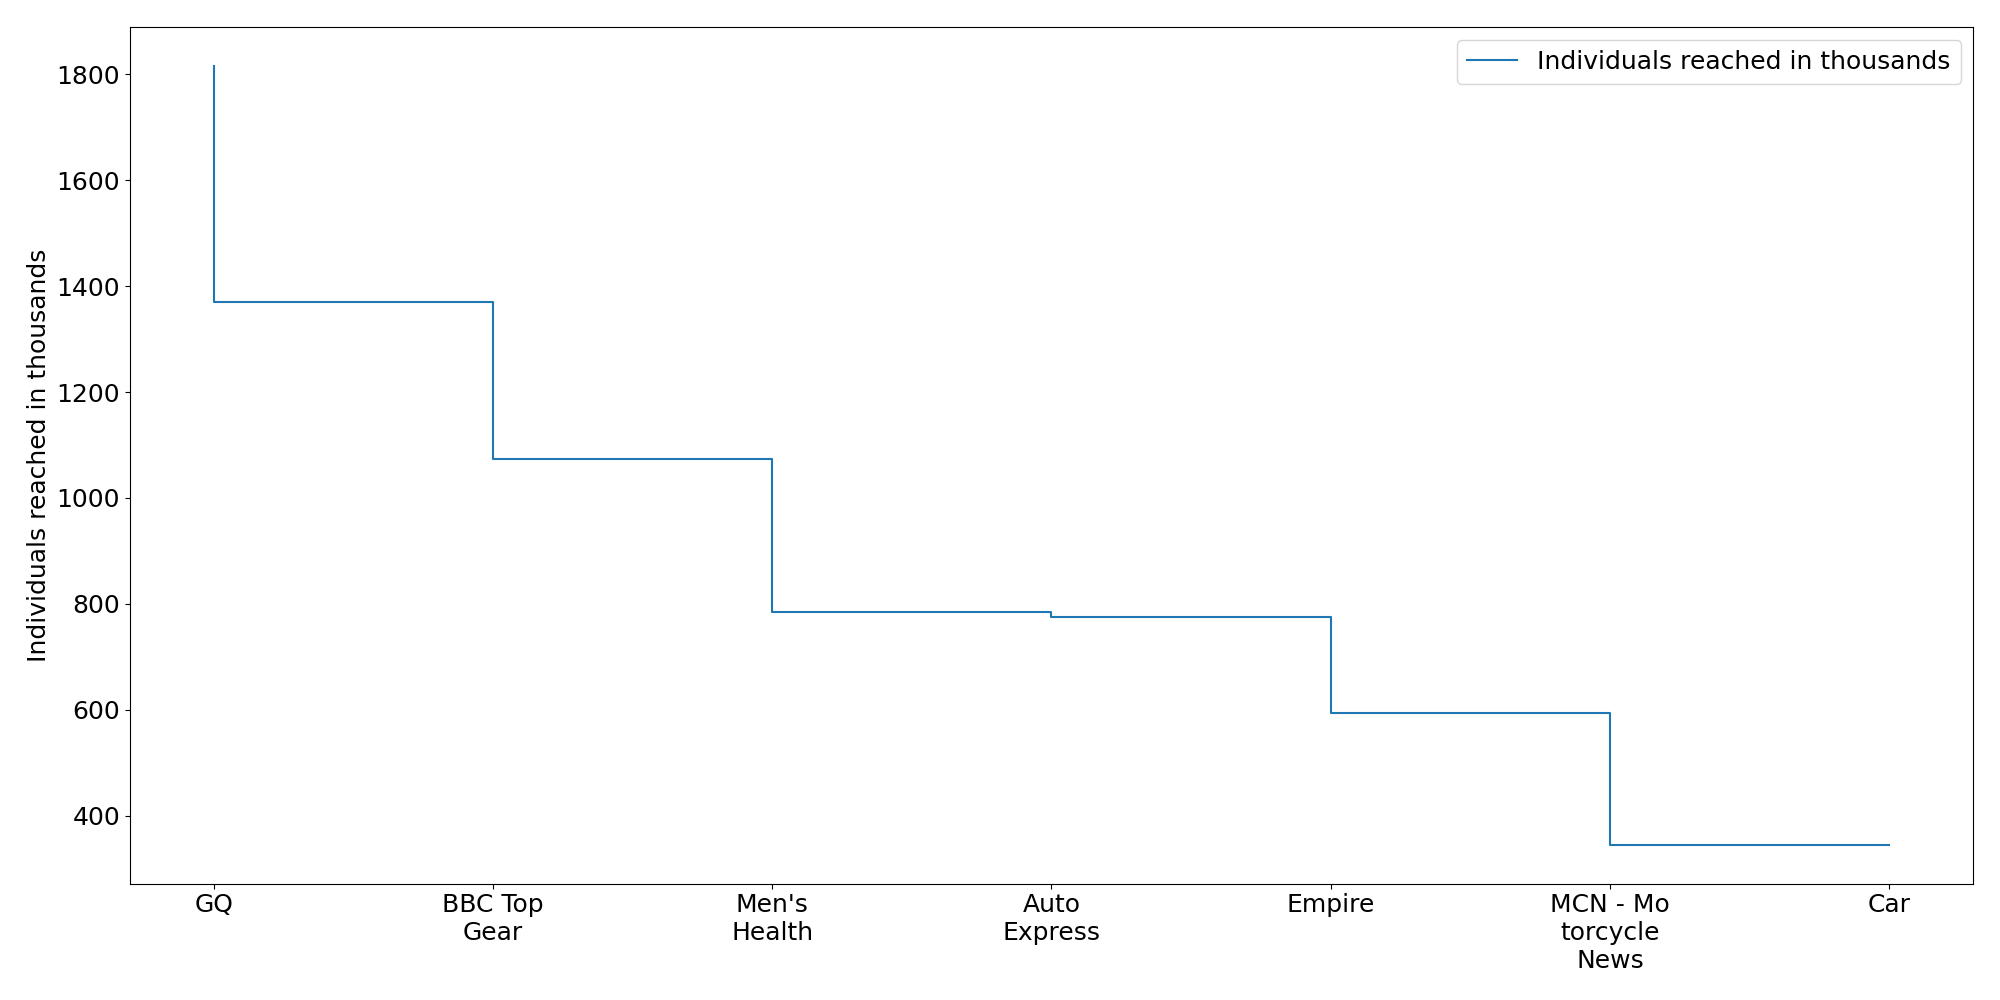 Individuals reached in thousands
1800
1600
1400
1200
1000
800
600
400
Individuals reached in thousands
GQ
BBC Top
Gear
Men's
Health
Auto
Express
Empire
MCN - Mo
torcycle
News
Car